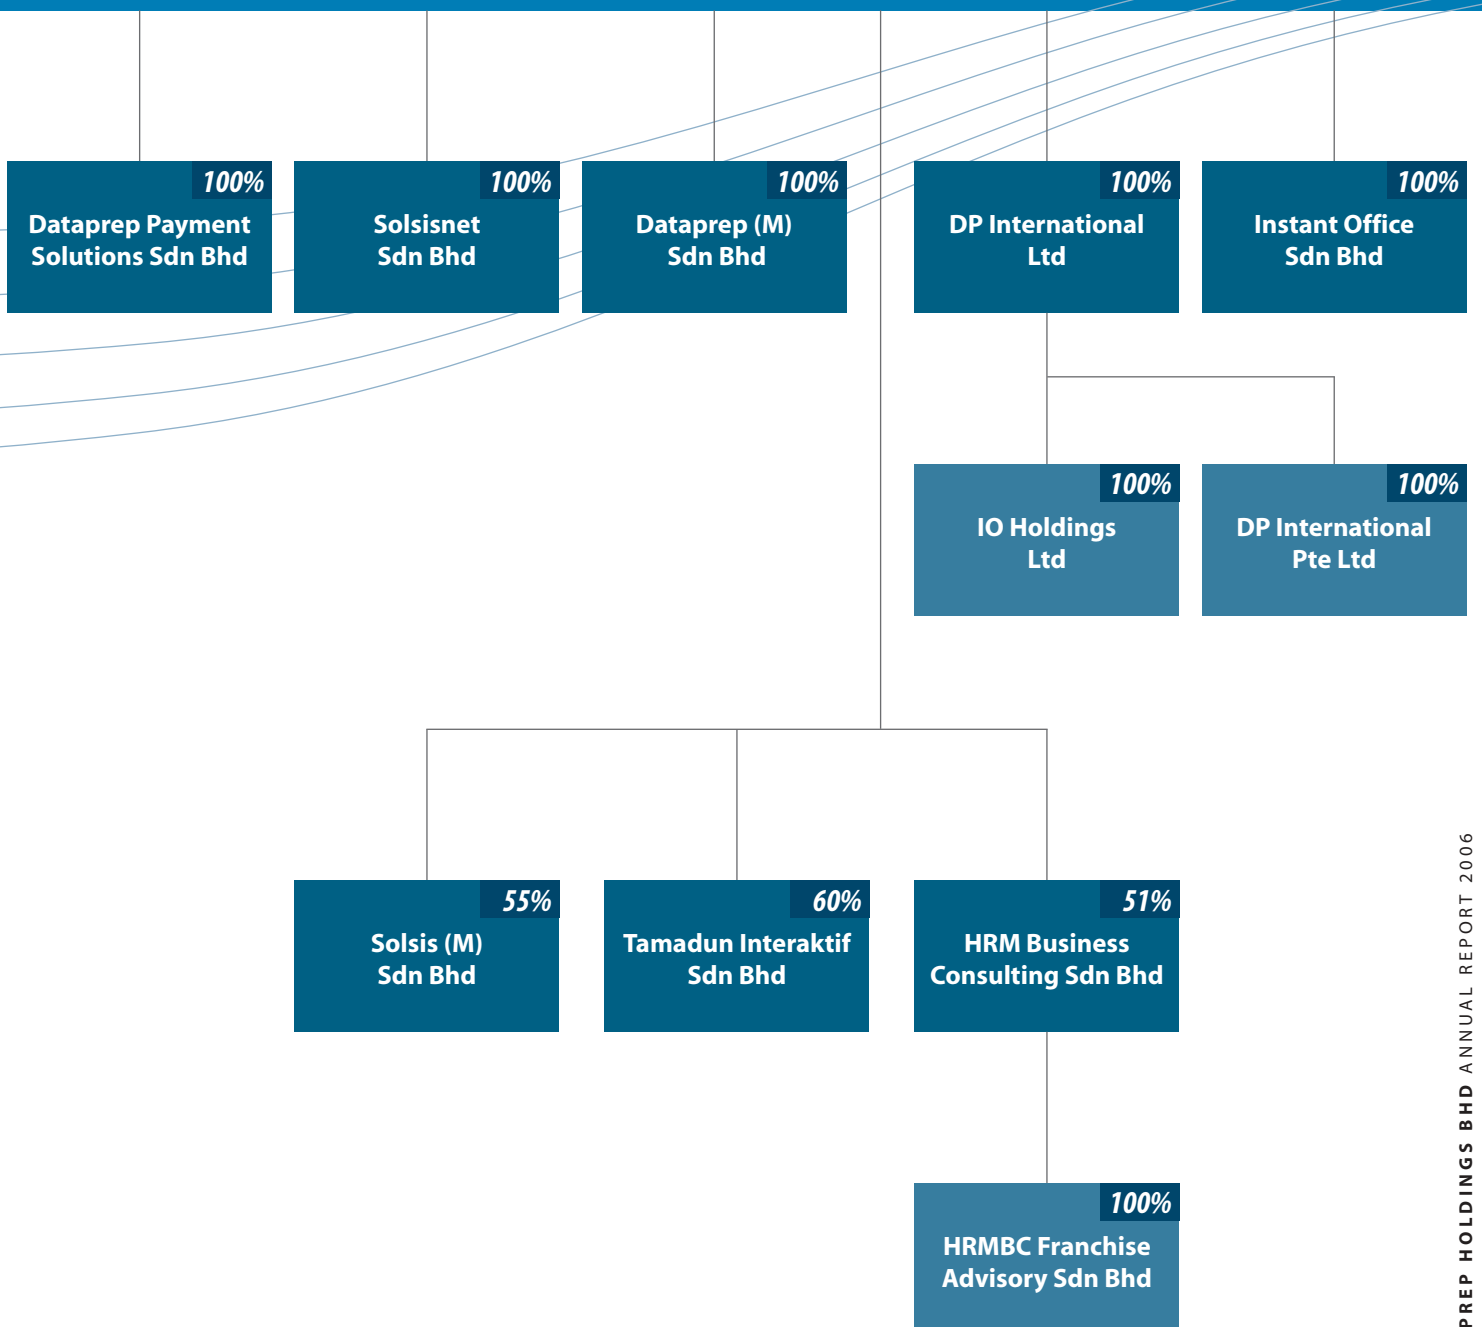 100%
Dataprep Payment
Solutions Sdn Bhd
100%
Solsisnet
Sdn Bhd
100%
Dataprep (M)
Sdn Bhd
100%
DP International
Ltd
100%
Instant Office
Sdn Bhd
100%
IO Holdings
Ltd
100%
DP International
Pte Ltd
55%
Solsis (M)
Sdn Bhd
60%
Tamadun Interaktif
Sdn Bhd
51%
HRM Business
Consulting Sdn Bhd
100%
HRMBC Franchise
Advisory Sdn Bhd
PREP HOLDINGS BHD ANNUAL REPORT 2006